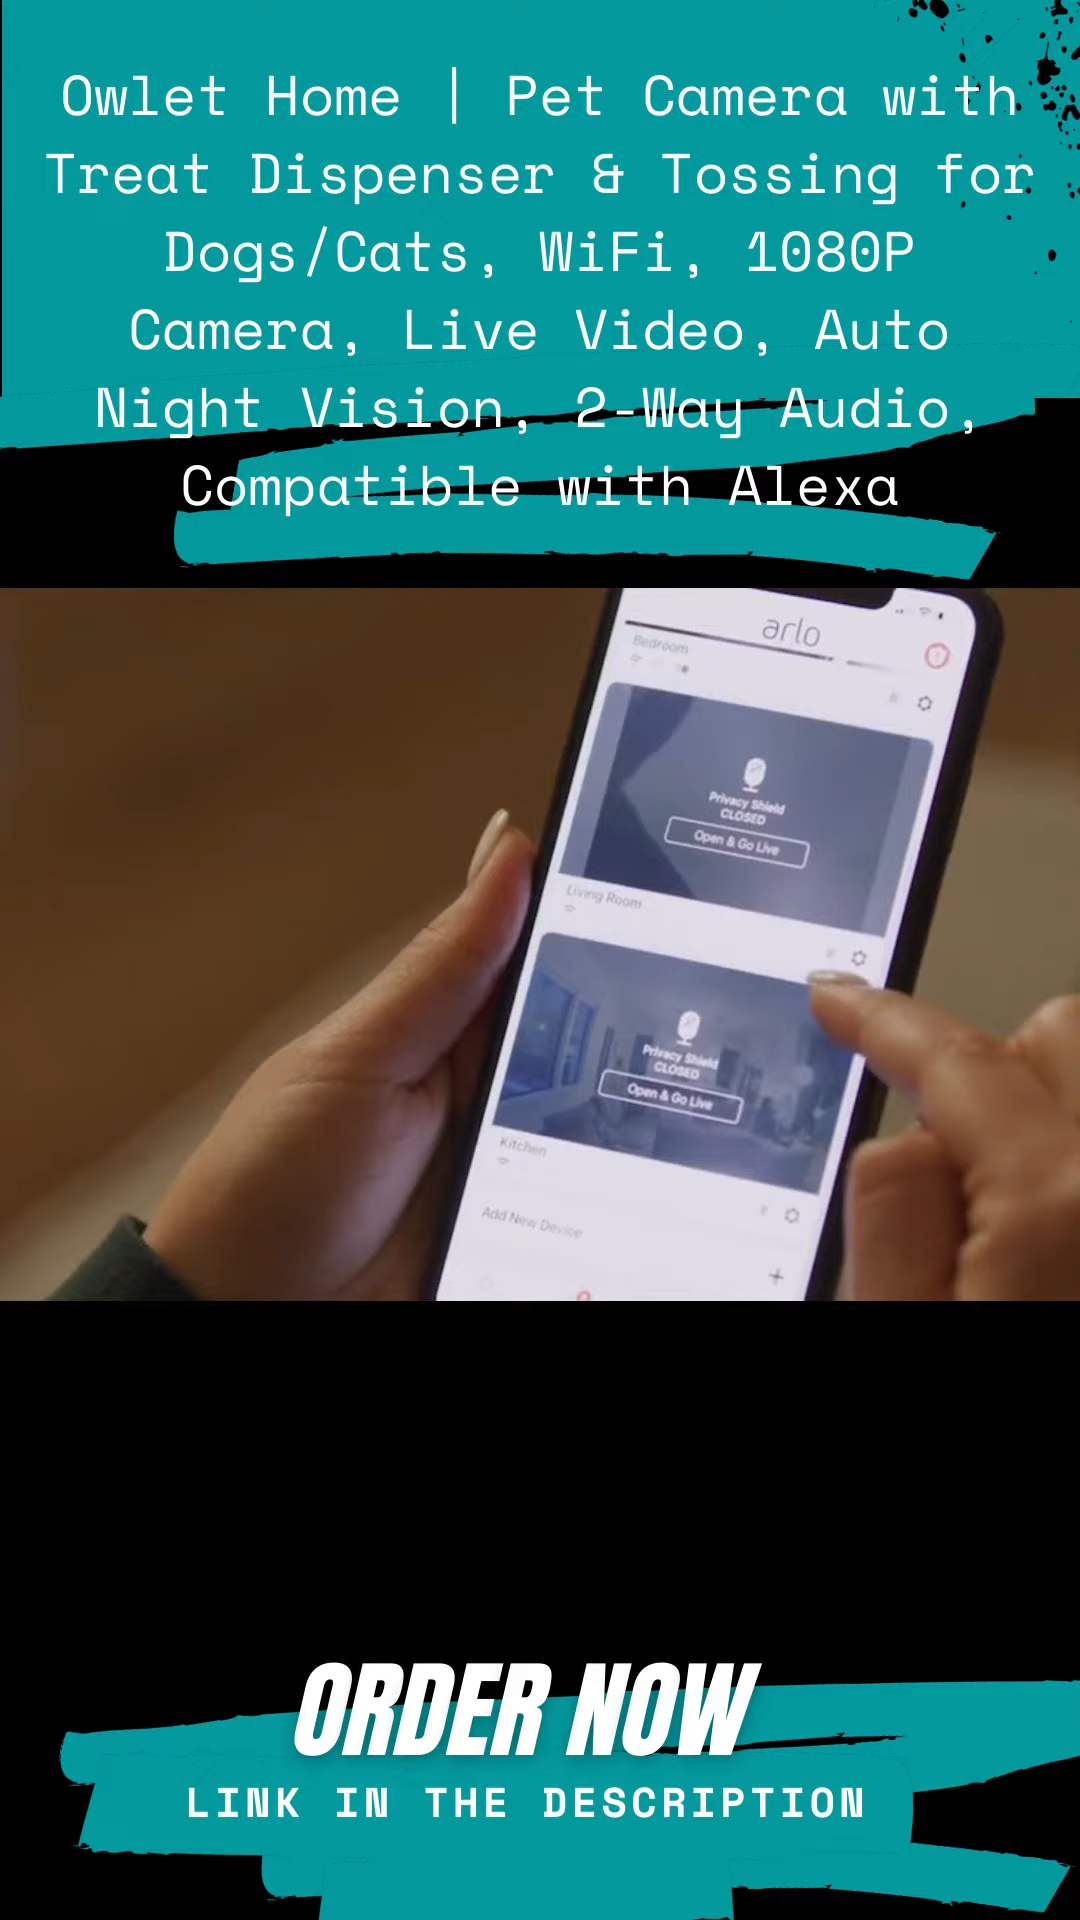 Owlet Home | Pet Camera with
Treat Dispenser & Tossing for
Dogs/Cats, WiFi, 1080P
Camera, Live Video, Auto
Night Vision, 2-Way Audio,
Compatible with Alexa
arlo
Bedroom
Privacy Shield
CLOSED
Open & Go Live
Living Room
Privacy Shield
CLOSED
Open & Go Live
Kitchen
Add New Device
ORDER NOW
LINK IN THE DESCRIPTION